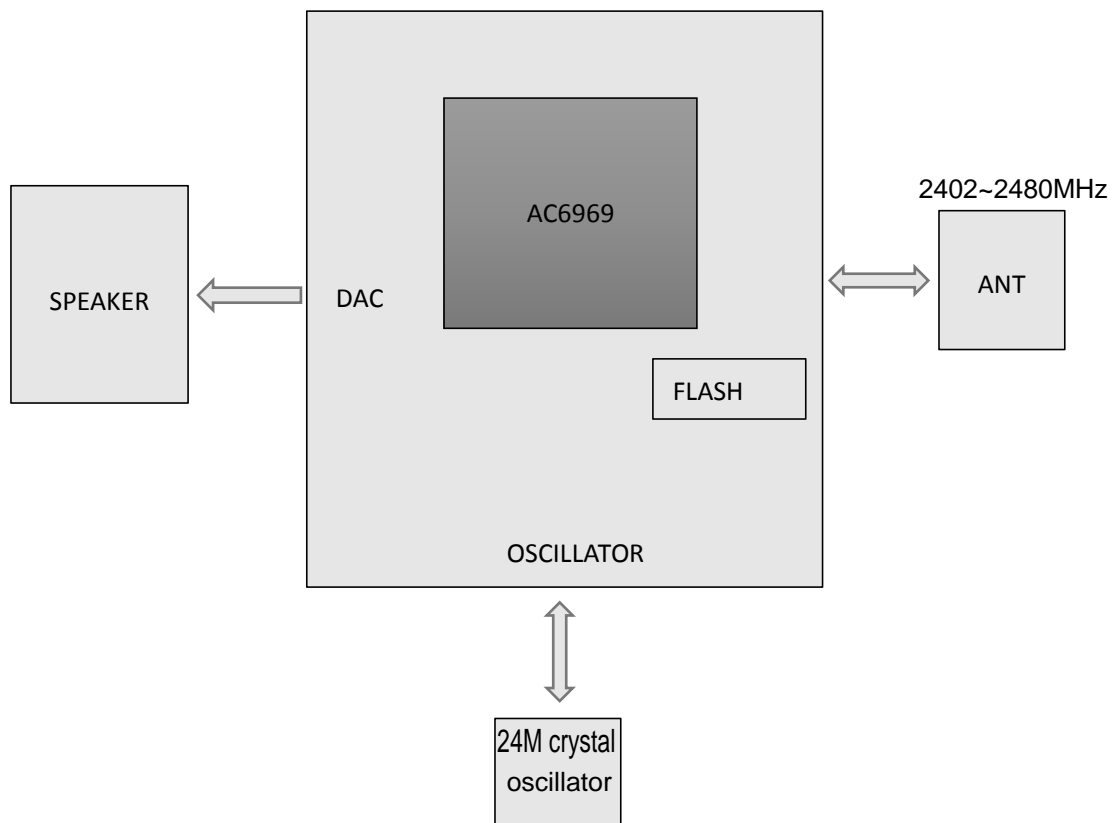 AC6969
2402~2480MHz
SPEAKER
DAC
ANT
FLASH
OSCILLATOR
24M crystal
oscillator